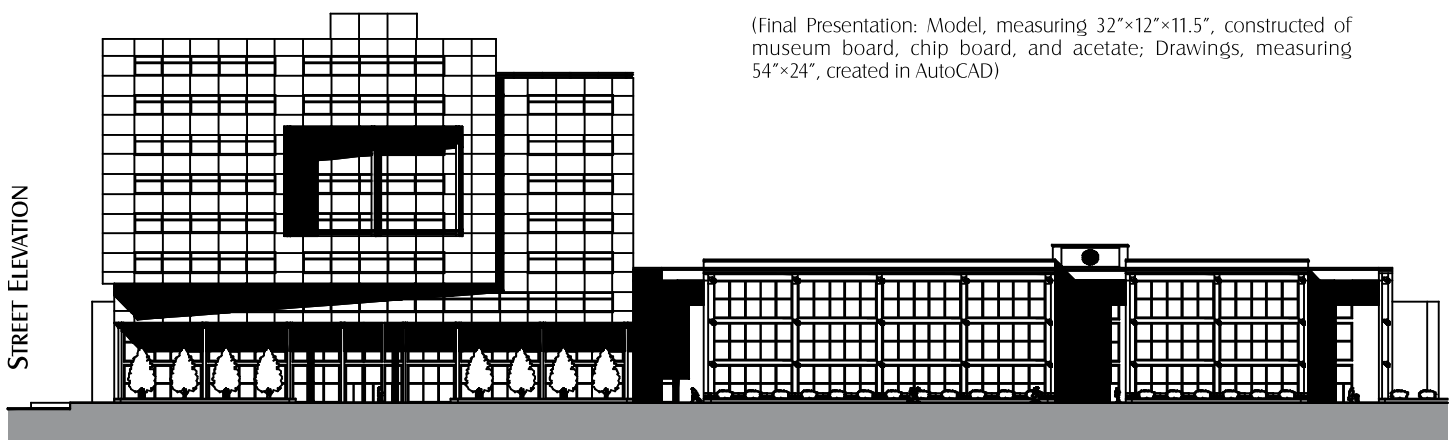 (Final Presentation: Model, measuring 32"×12"×11.5", constructed of
museum board, chip board, and acetate; Drawings, measuring
54"×24", created in AutoCAD)
STREET ELEVATION